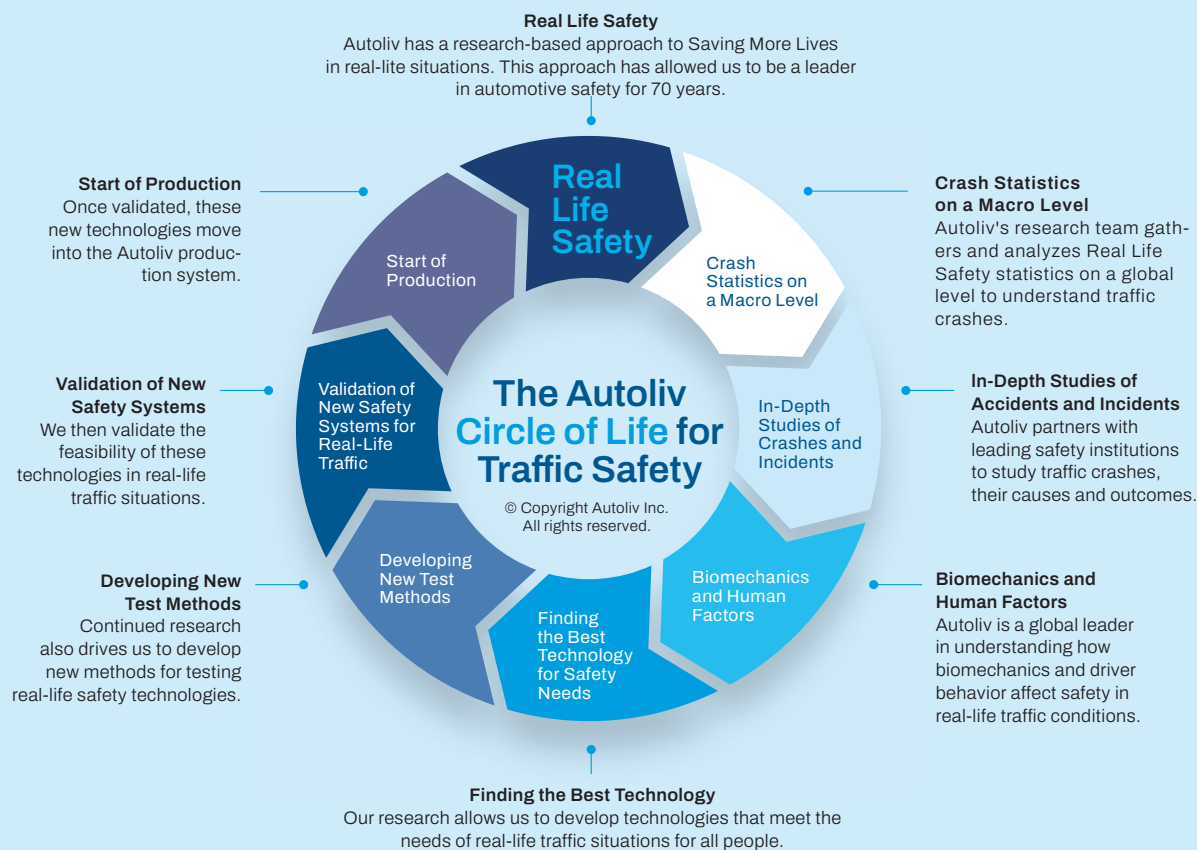 Real Life Safety
Autoliv has a research-based approach to Saving More Lives
in real-lite situations. This approach has allowed us to be a leader
in automotive safety for 70 years.
Real
Life
Safety
Crash
Statistics on
a Macro Level
Crash Statistics
on a Macro Level
Autoliv's research team gath-
ers and analyzes Real Life
Safety statistics on a global
level to understand traffic
crashes.
In-Depth
Studies of
Crashes and
Incidents
In-Depth Studies of
Accidents and Incidents
Autoliv partners with
leading safety institutions
to study traffic crashes,
their causes and outcomes.
Biomechanics
and Human
Factors
Biomechanics and
Human Factors
Autoliv is a global leader
in understanding how
biomechanics and driver
behavior affect safety in
real-life traffic conditions.
Finding
the Best
Technology
for Safety
Needs
Finding the Best Technology
Our research allows us to develop technologies that meet the
needs of real-life traffic situations for all people.
Developing
New Test
Methods
Developing New
Test Methods
Continued research
also drives us to develop
new methods for testing
real-life safety technologies.
Validation of
New Safety
Systems for
Real-Life
Traffic
Validation of New
Safety Systems
We then validate the
feasibility of these
technologies in real-life
traffic situations.
Start of
Production
Start of Production
Once validated, these
new technologies move
into the Autoliv produc-
tion system.
The Autoliv
Circle of Life for
Traffic Safety
© Copyright Autoliv Inc.
All rights reserved.